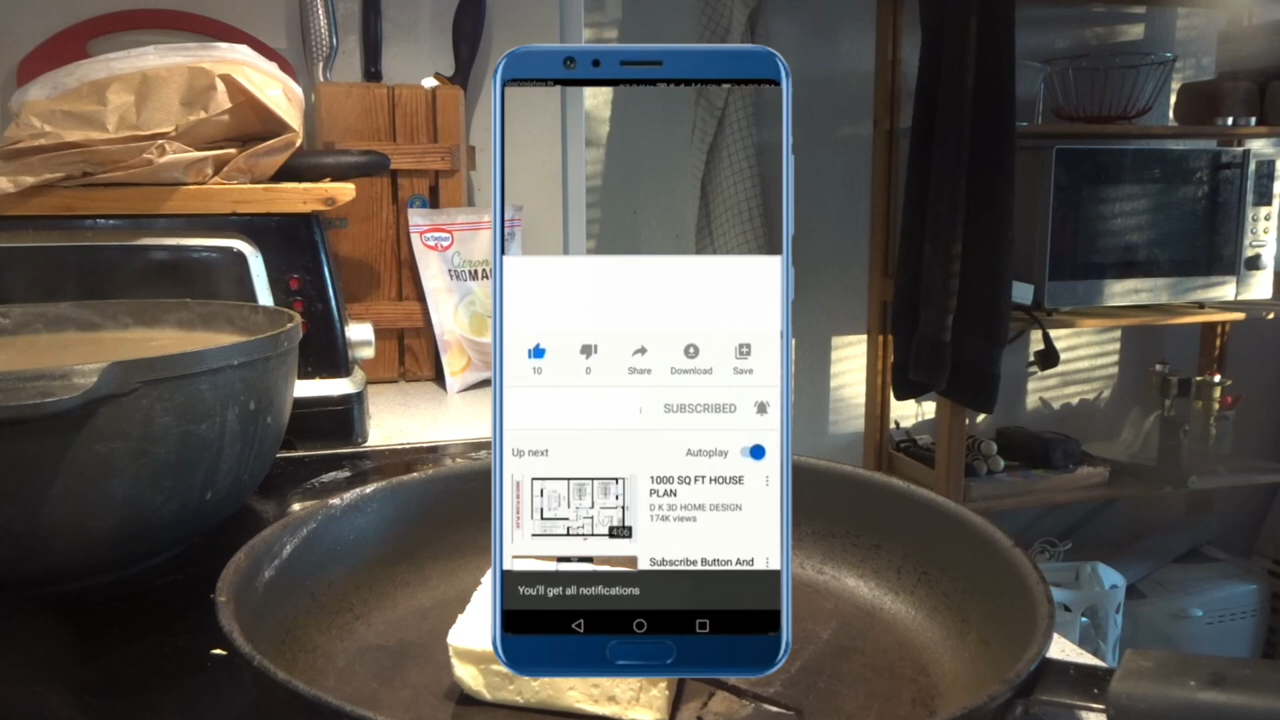 Dr. Oetker
Citron
FROMA
10
0
Share
Download
Save
SUBSCRIBED
Up next
Autoplay
1000 SQ FT HOUSE
PLAN
D K 3D HOME DESIGN
174K views
4:06
Subscribe Button And
You'll get all notifications